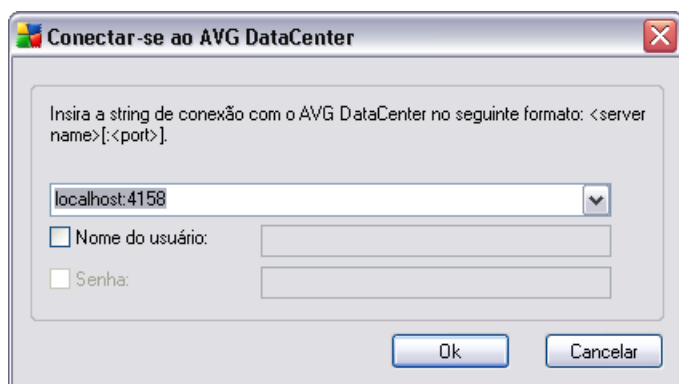 Conectar-se ao AVG DataCenter
Insira a string de conexão com o AVG DataCenter no seguinte formato: <server
name>[:<port>].
localhost:4158
Nome do usuário:
Senha:
Ok
Cancelar